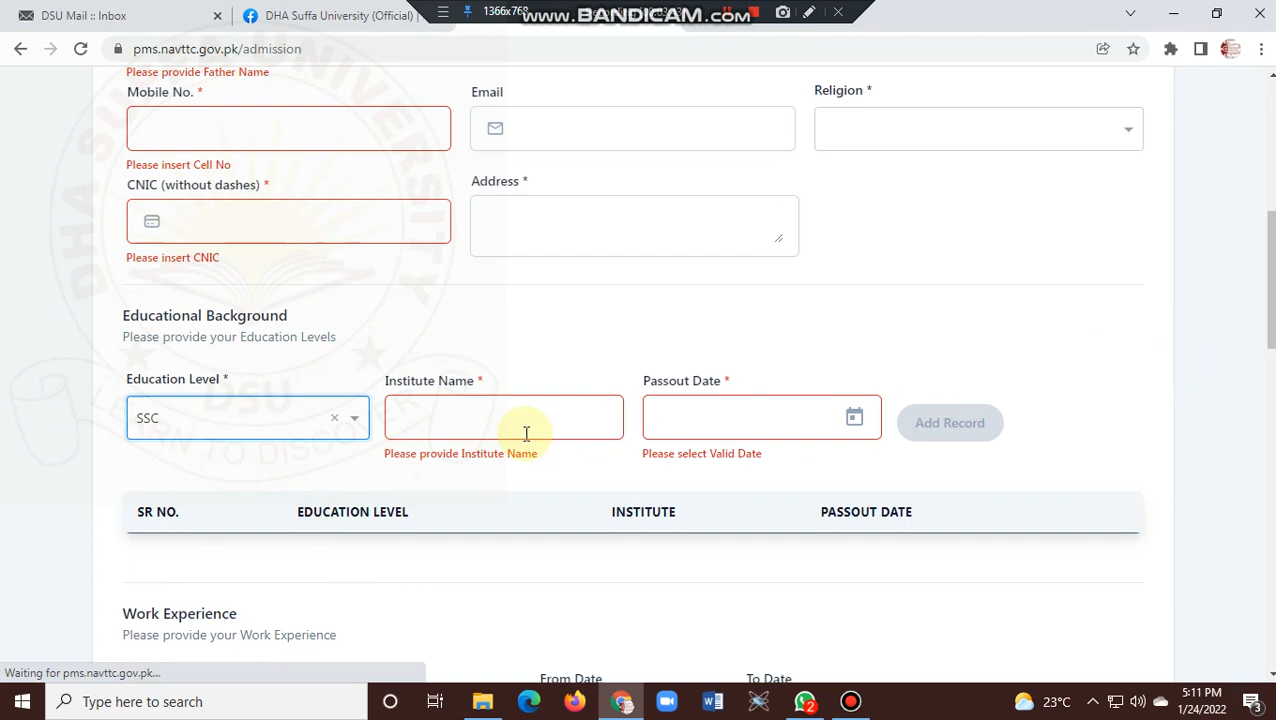 DSU Mail :: Inbox
DHA Suffa University (Official)
1366x768
www.BANDICAM.com
pms.navttc.gov.pk/admission
Please provide Father Name
Mobile No. *
Email
Religion *
Please insert Cell No
CNIC (without dashes) *
Address *
Please insert CNIC
Educational Background
Please provide your Education Levels
Education Level *
Institute Name *
Passout Date *
SSC
Add Record
Please provide Institute Name
Please select Valid Date
SR NO.
EDUCATION LEVEL
INSTITUTE
PASSOUT DATE
Work Experience
Please provide your Work Experience
From Date
To Date
Waiting for pms.navttc.gov.pk...
DSU
Type here to search
2
23°C
5:11 PM
1/24/2022
3